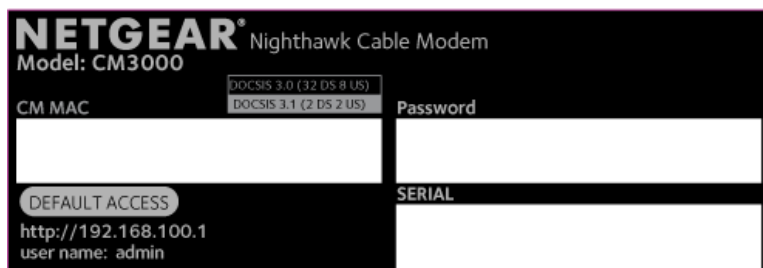 NETGEAR® Nighthawk Cable Modem
Model: CM3000
DOCSIS 3.0 (32 DS 8 US)
DOCSIS 3.1 (2 DS 2 US)
CM MAC
Password
DEFAULT ACCESS
SERIAL
http://192.168.100.1
user name: admin